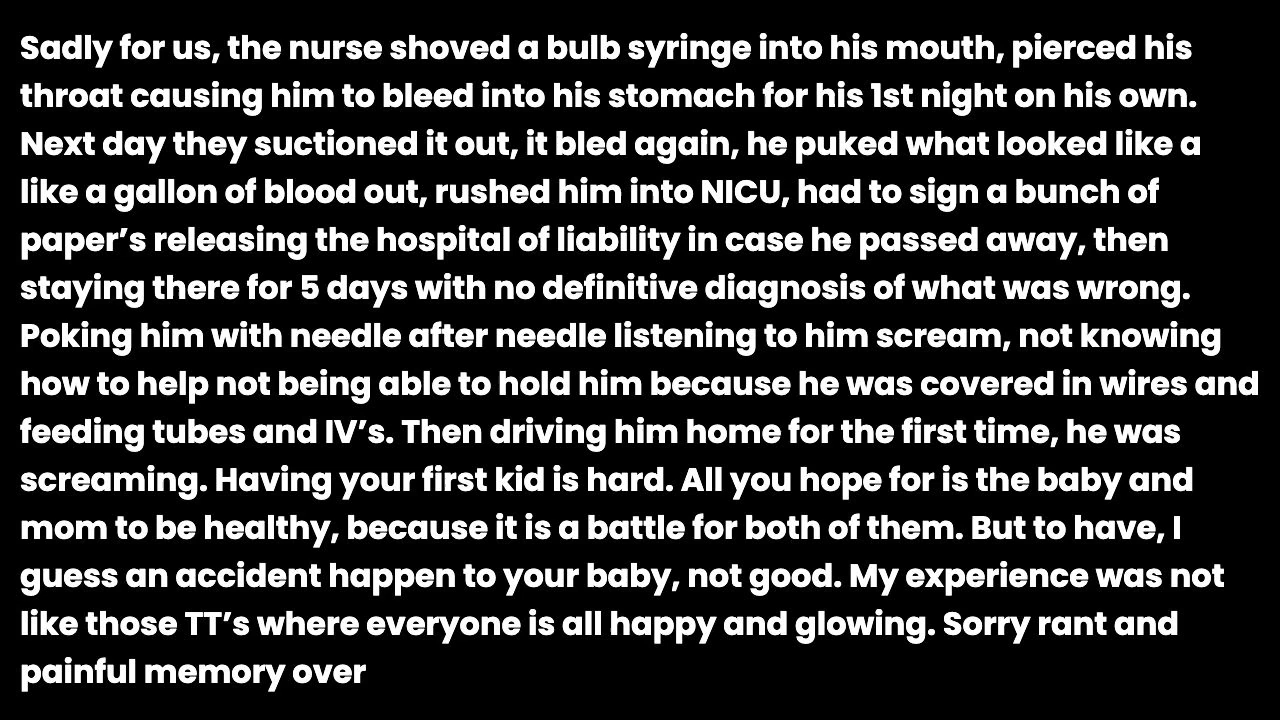 Sadly for us, the nurse shoved a bulb syringe into his mouth, pierced his
throat causing him to bleed into his stomach for his 1st night on his own.
Next day they suctioned it out, it bled again, he puked what looked like a
like a gallon of blood out, rushed him into NICU, had to sign a bunch of
paper’s releasing the hospital of liability in case he passed away, then
staying there for 5 days with no definitive diagnosis of what was wrong.
Poking him with needle after needle listening to him scream, not knowing
how to help not being able to hold him because he was covered in wires and
feeding tubes and IV’s. Then driving him home for the first time, he was
screaming. Having your first kid is hard. All you hope for is the baby and
mom to be healthy, because it is a battle for both of them. But to have, I
guess an accident happen to your baby, not good. My experience was not
like those TT’s where everyone is all happy and glowing. Sorry rant and
painful memory over